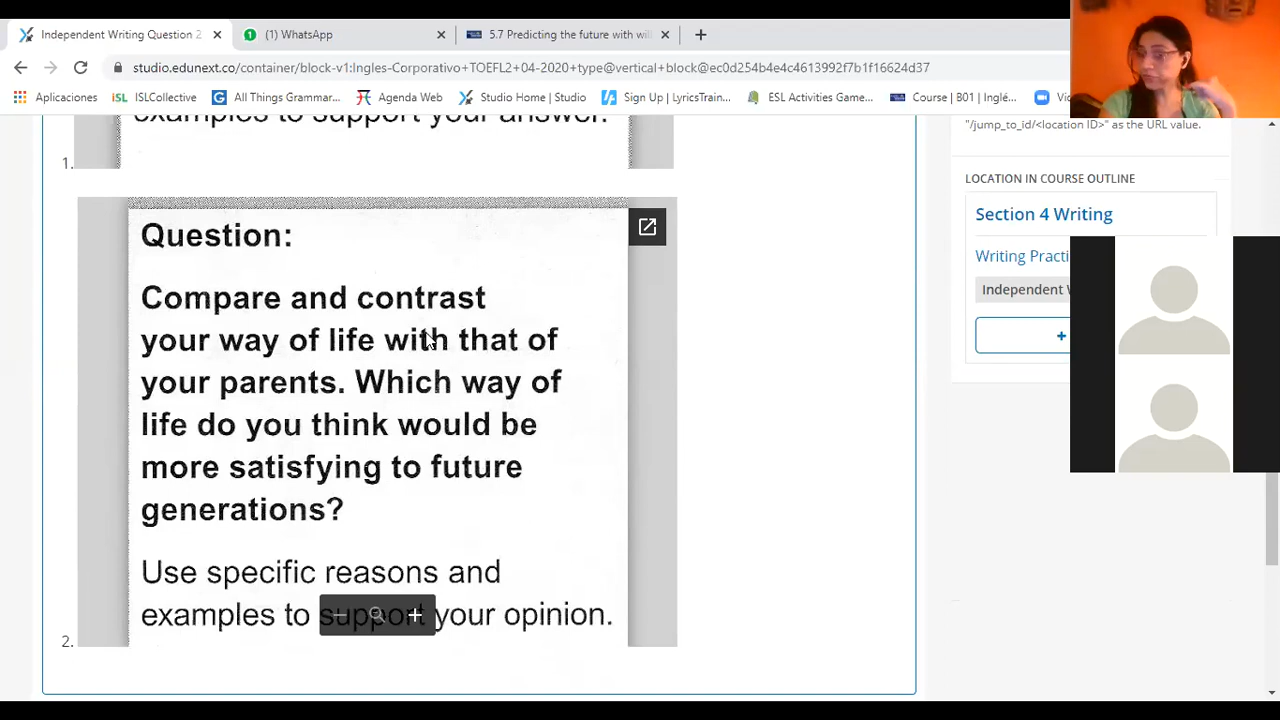 Independent Writing Question 2
(1) WhatsApp
5.7 Predicting the future with wil
studio.edunext.co/container/block-v1:Ingles-Corporativo+TOEFL2+04-2020+type@vertical+block@ec0d254b4e4c4613992f7b1f16624d37
Aplicaciones
ISLCollective
All Things Grammar...
Agenda Web
Studio Home | Studio
Sign Up | LyricsTrain...
ESL Activities Game...
Course | B01 | Inglé...
examples to support your answer.
"/jump_to_id/<location ID>" as the URL value.
1.
LOCATION IN COURSE OUTLINE
Section 4 Writing
Writing Practi
Independent
Question:
Compare and contrast
your way of life with that of
your parents. Which way of
life do you think would be
more satisfying to future
generations?
Use specific reasons and
examples to support your opinion.
2.